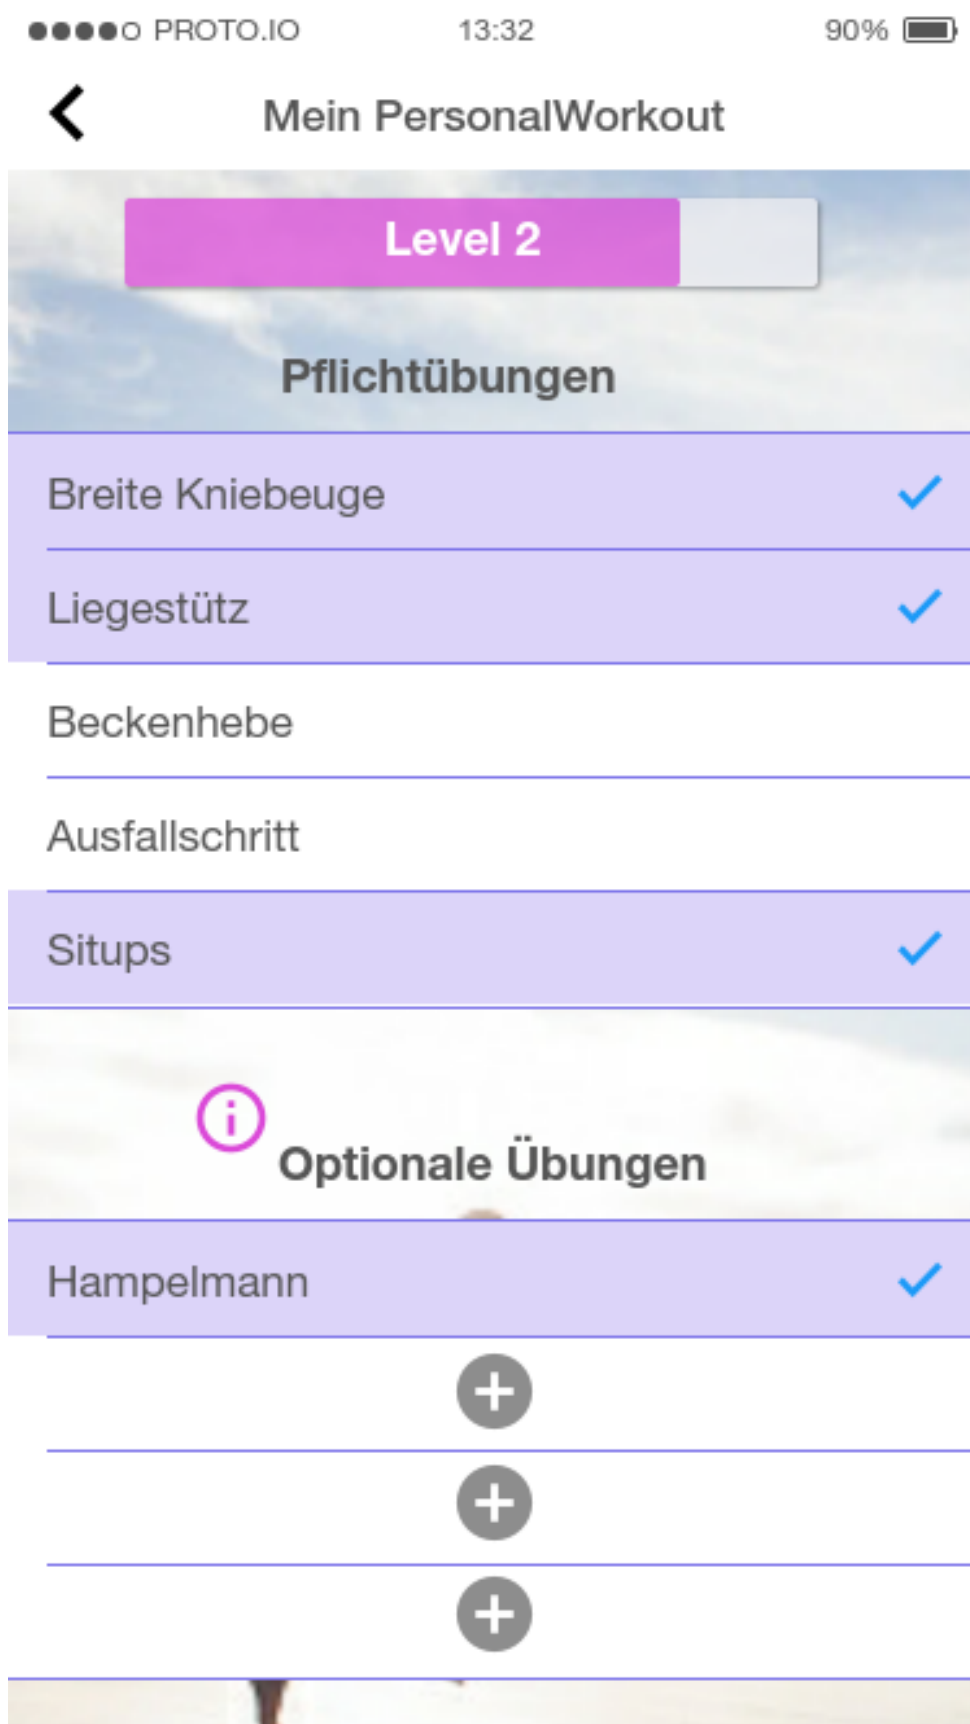 PROTO.IO 13:32 90%
Mein PersonalWorkout
Level 2
Pflichtübungen
Breite Kniebeuge
Liegestütz
Beckenhebe
Ausfallschritt
Situps
Optionale Übungen
Hampelmann